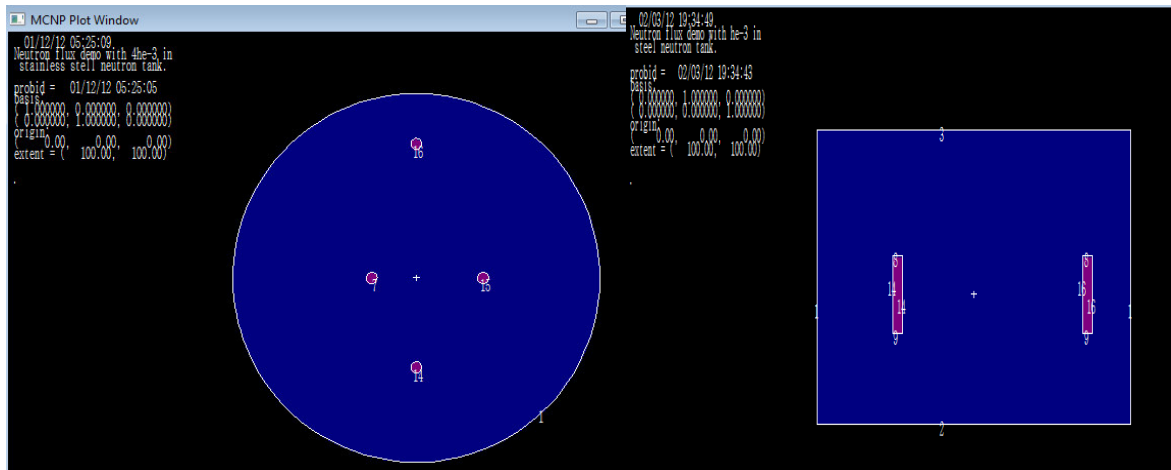 MCNP Plot Window
01/12/12 05:25:09
Neutron flux demo with 4he-3 in
stainless stell neutron tank.
probid = 01/12/12 05:25:05
basis:
( 1.000000, 0.000000, 0.000000)
( 0.000000, 1.000000, 0.000000)
origin:
( 0.00, 0.00, 0.00)
extent = ( 100.00, 100.00)
16
7
15
14
1
02/03/12 19:34:49
Neutron flux demo with he-3 in
steel neutron tank.
probid = 02/03/12 19:34:43
basis:
( 0.000000, 1.000000, 0.000000)
( 0.000000, 0.000000, 1.000000)
origin:
( 0.00, 0.00, 0.00)
extent = ( 100.00, 100.00)
3
8
8
14
16
14
16
1
1
9
9
2